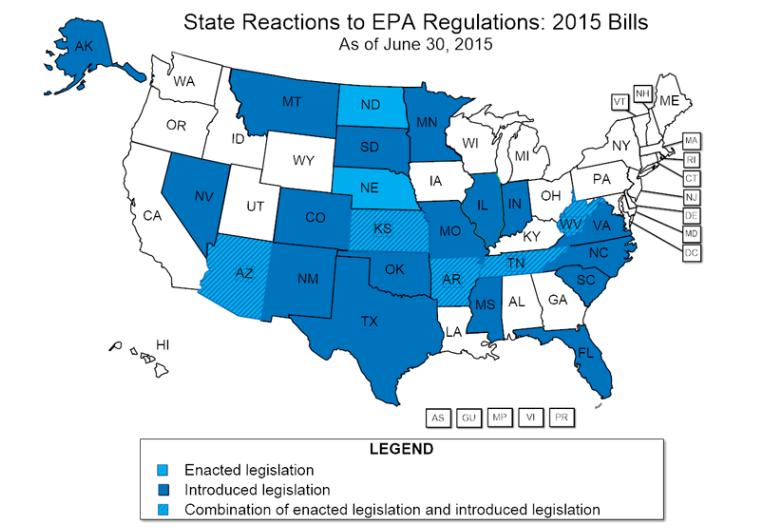 State Reactions to EPA Regulations: 2015 Bills
As of June 30, 2015
AK
WA
MT
ND
MN
VT
NH
ME
OR
ID
SD
WI
MI
NY
MA
WY
RI
NE
IA
PA
CT
NV
UT
CO
IL
IN
OH
NJ
CA
KS
MO
KY
WV
VA
DE
MD
DC
AZ
NM
OK
AR
TN
NC
SC
TX
MS
AL
GA
LA
HI
FL
AS
GU
MP
VI
PR
LEGEND
Enacted legislation
Introduced legislation
Combination of enacted legislation and introduced legislation